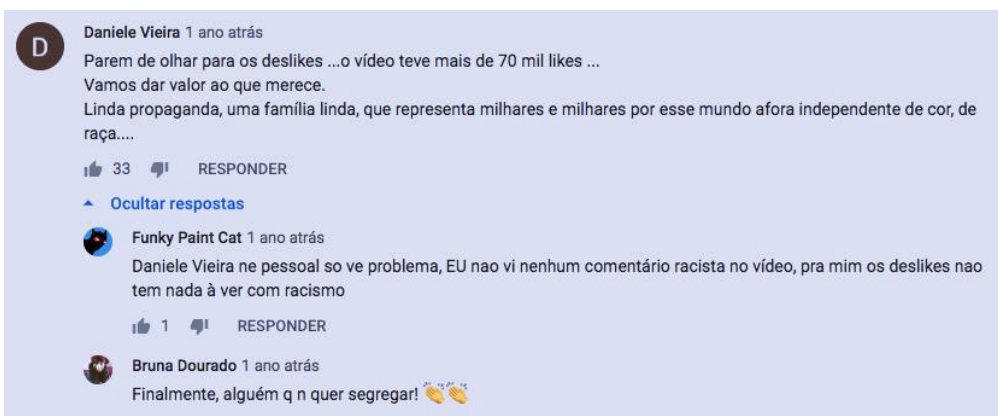 D
Daniele Vieira 1 ano atrás
Parem de olhar para os deslikes ...o vídeo teve mais de 70 mil likes ...
Vamos dar valor ao que merece.
Linda propaganda, uma família linda, que representa milhares e milhares por esse mundo afora independente de cor, de
raça....
33 RESPONDER
Ocultar respostas
Funky Paint Cat 1 ano atrás
Daniele Vieira ne pessoal so ve problema, EU nao vi nenhum comentário racista no vídeo, pra mim os deslikes nao
tem nada à ver com racismo
1 RESPONDER
Bruna Dourado 1 ano atrás
Finalmente, alguém q n quer segregar! 👏👏